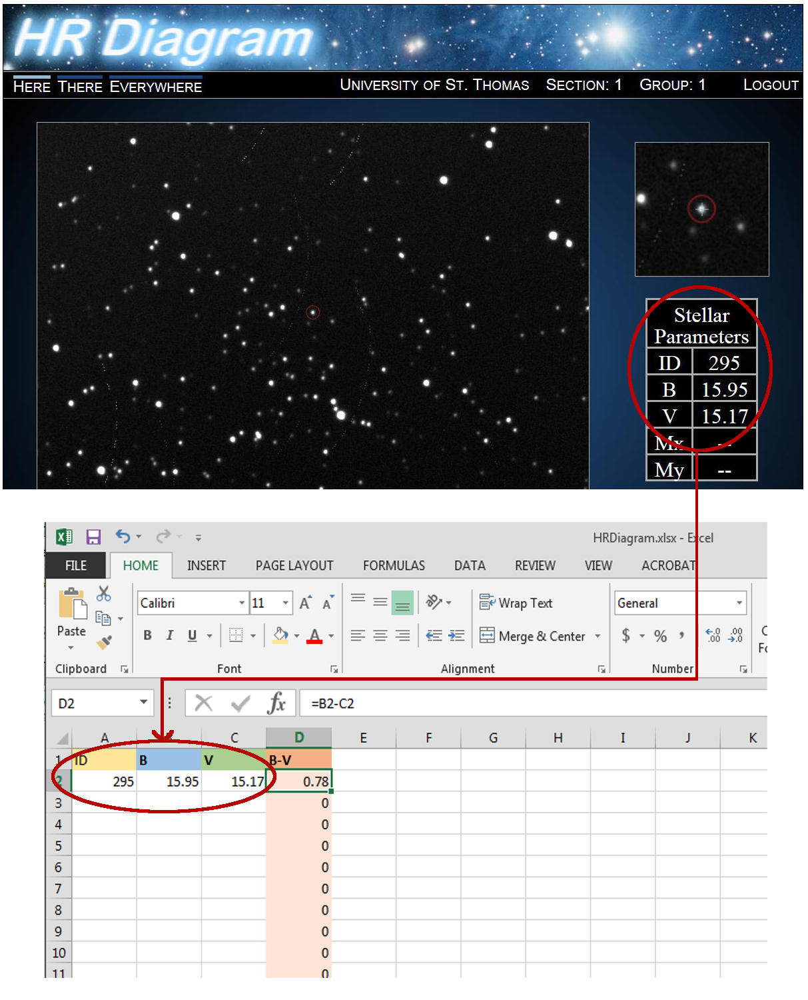 HR Diagram
HERE THERE EVERYWHERE UNIVERSITY OF ST. THOMAS SECTION: 1 GROUP: 1 LOGOUT
Stellar
Parameters
ID 295
B 15.95
V 15.17
Mx --
My --
HRDiagram.xlsx - Excel
FILE HOME INSERT PAGE LAYOUT FORMULAS DATA REVIEW VIEW ACROBAT
Calibri 11 Wrap Text General
Paste B I U A Merge & Center $ %
Clipboard Font Alignment Number
D2 fx =B2-C2
A C D E F G H I J K
1 ID B V B-V
2 295 15.95 15.17 0.78
3 0
4 0
5 0
6 0
7 0
8 0
9 0
10 0
11 0